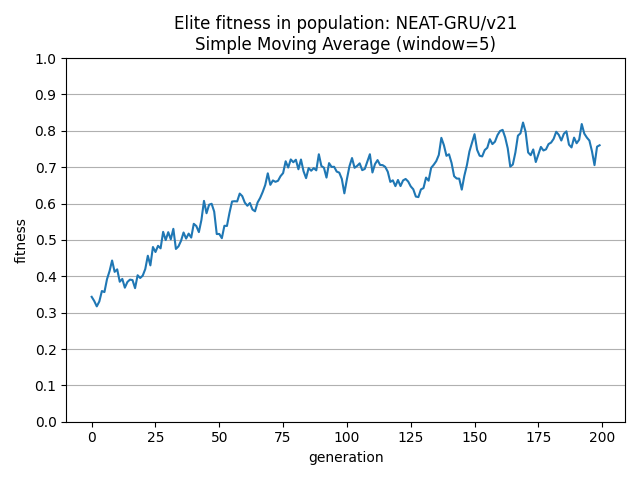 Elite fitness in population: NEAT-GRU/v21
Simple Moving Average (window=5)
1.0
0.9
0.8
0.7
0.6
0.5
0.4
0.3
0.2
0.1
0.0
fitness
0 25 50 75 100 125 150 175 200
generation